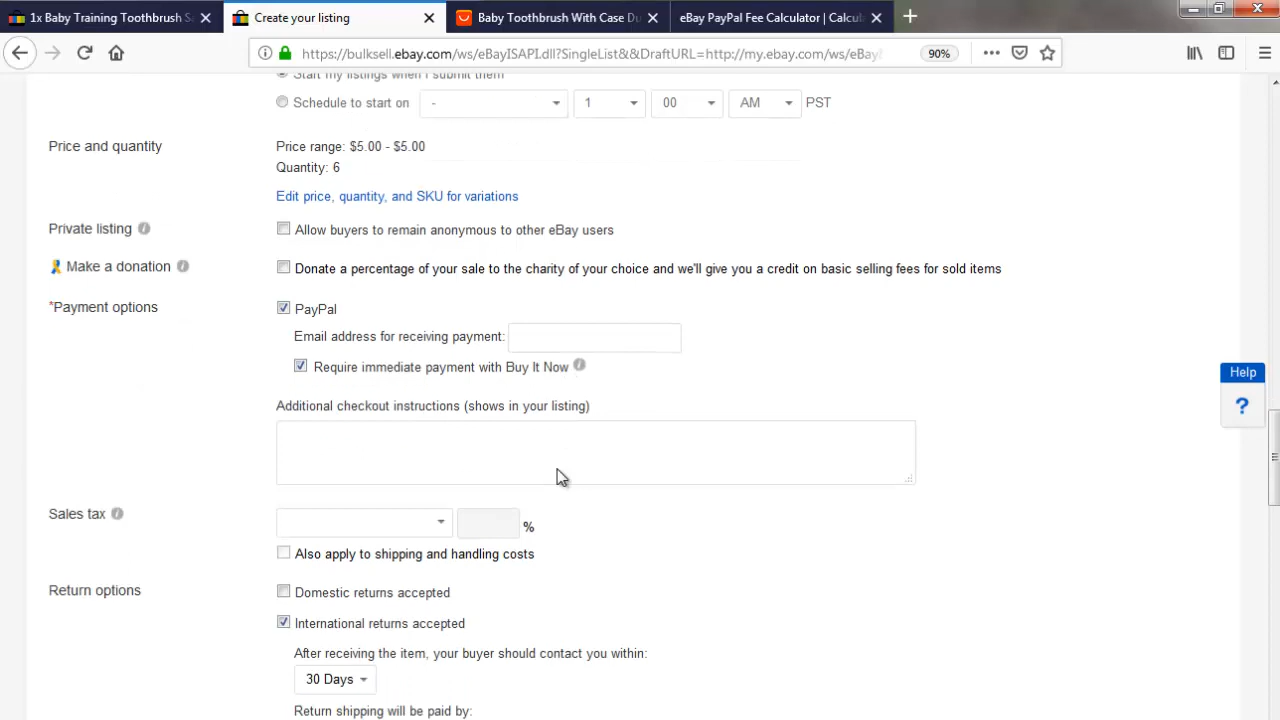 1x Baby Training Toothbrush S
Create your listing
Baby Toothbrush With Case Du
eBay PayPal Fee Calculator | Calcul
https://bulksell.ebay.com/ws/eBayISAPI.dll?SingleList&&DraftURL=http://my.ebay.com/ws/eBay
90%
Start my listings when I submit them
Schedule to start on - 1 00 AM PST
Price and quantity
Price range: $5.00 - $5.00
Quantity: 6
Edit price, quantity, and SKU for variations
Private listing
Allow buyers to remain anonymous to other eBay users
Make a donation
Donate a percentage of your sale to the charity of your choice and we'll give you a credit on basic selling fees for sold items
*Payment options
PayPal
Email address for receiving payment:
Require immediate payment with Buy It Now
Help
?
Additional checkout instructions (shows in your listing)
Sales tax
%
Also apply to shipping and handling costs
Return options
Domestic returns accepted
International returns accepted
After receiving the item, your buyer should contact you within:
30 Days
Return shipping will be paid by: